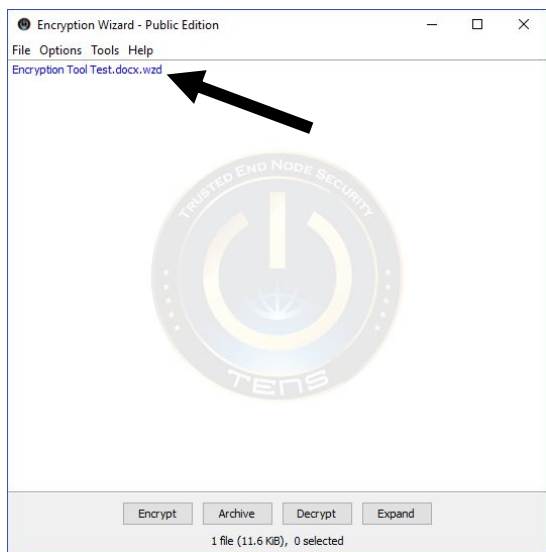 Encryption Wizard - Public Edition
File Options Tools Help
Encryption Tool Test.docx.wzd
TRUSTED END NODE SECURITY
TENS
Encrypt Archive Decrypt Expand
1 file (11.6 KiB), 0 selected